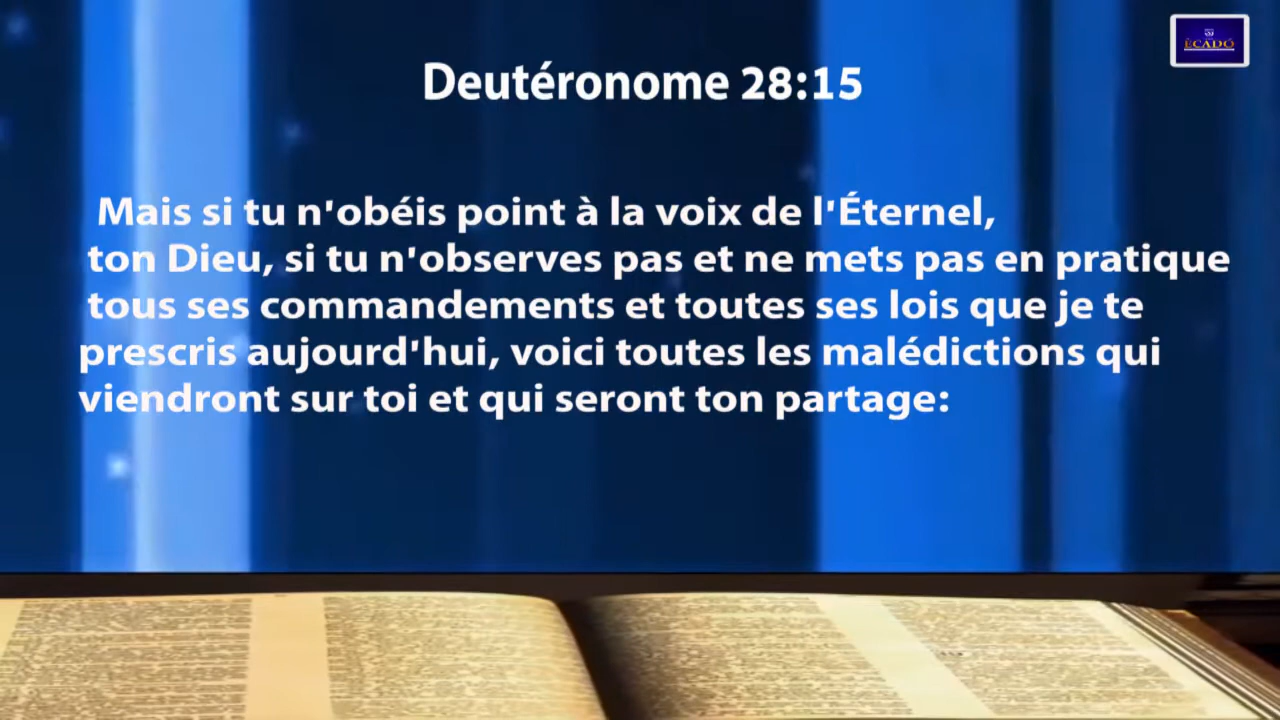 ÉCADÓ
Deutéronome 28:15
Mais si tu n'obéis point à la voix de l'Éternel,
ton Dieu, si tu n'observes pas et ne mets pas en pratique
tous ses commandements et toutes ses lois que je te
prescris aujourd'hui, voici toutes les malédictions qui
viendront sur toi et qui seront ton partage: